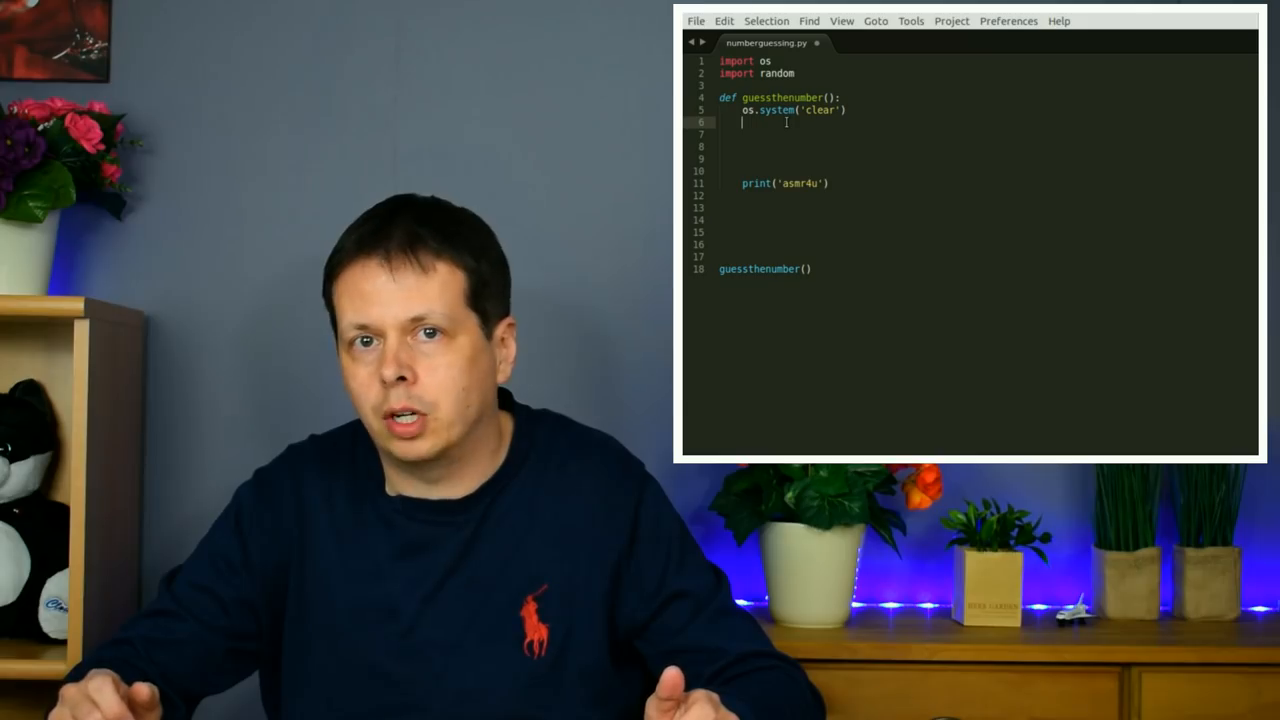 File Edit Selection Find View Goto Tools Project Preferences Help
numberguessing.py
1 import os
2 import random
3
4 def guessthenumber():
5 os.system('clear')
6
7
8
9
10
11 print('asmr4u')
12
13
14
15
16
17
18 guessthenumber()
HERB GARDEN